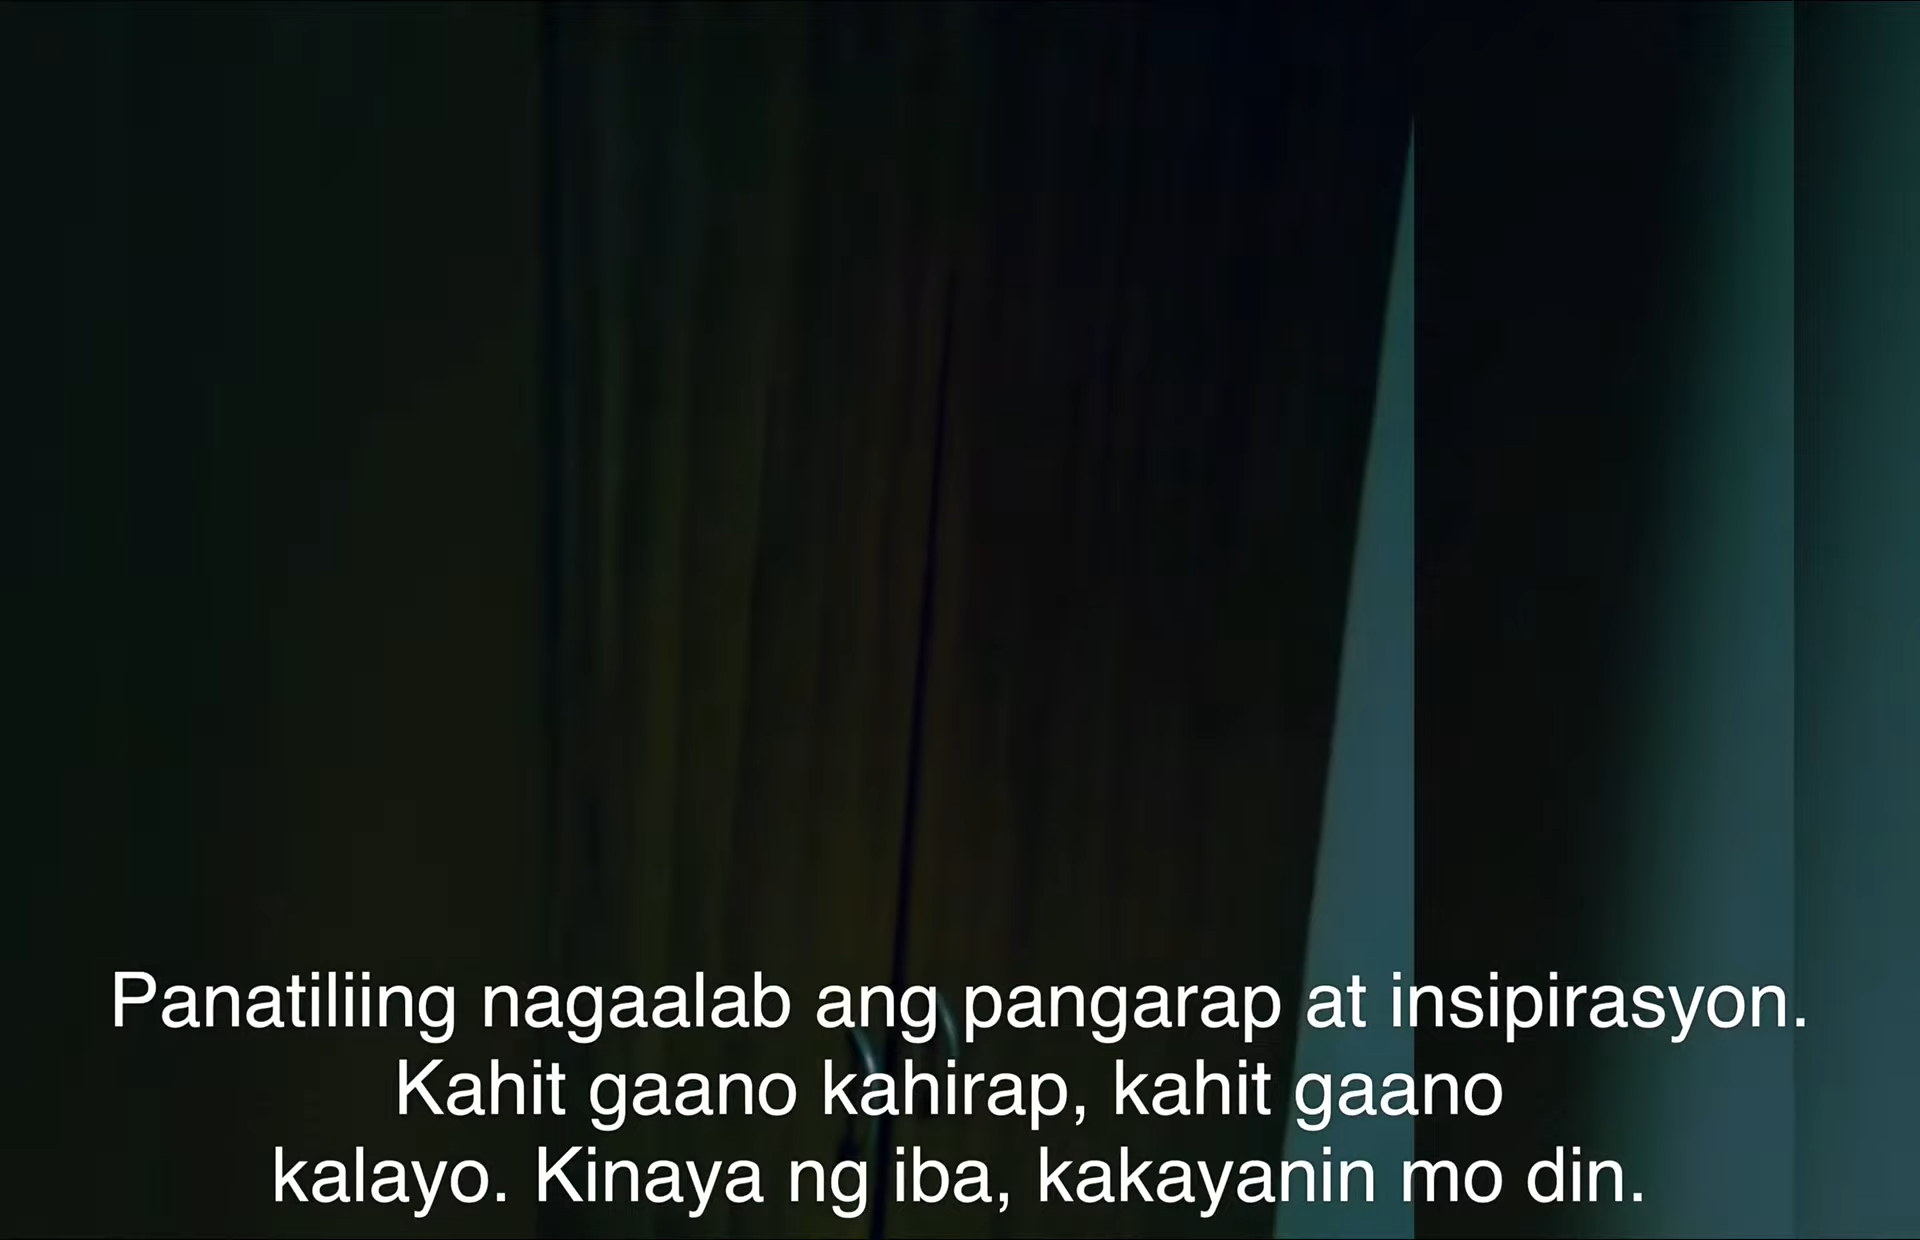 Panatiliing nagaalab ang pangarap at insipirasyon.
Kahit gaano kahirap, kahit gaano
kalayo. Kinaya ng iba, kakayanin mo din.